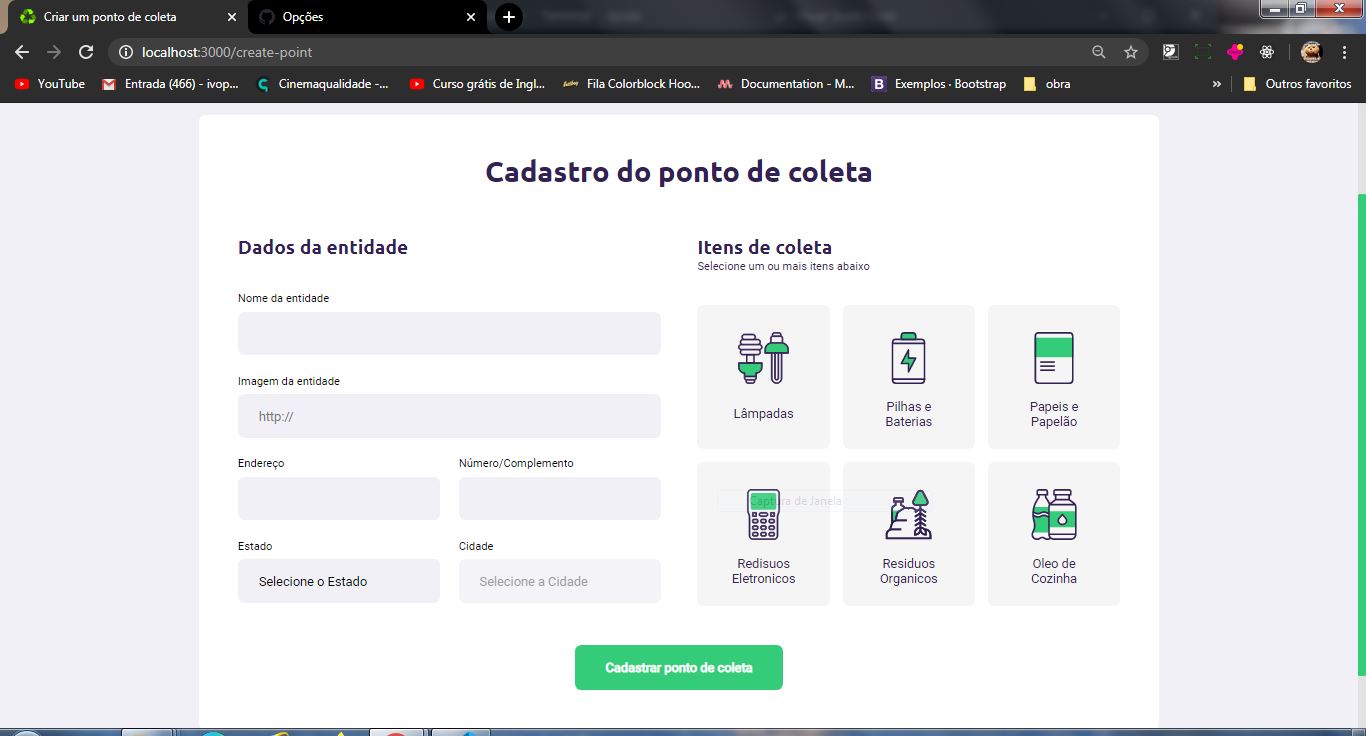 Criar um ponto de coleta
Opções
localhost:3000/create-point
YouTube
Entrada (466) - ivop...
Cinemaqualidade -...
Curso grátis de Ingl...
Fila Colorblock Hoo...
Documentation - M...
Exemplos · Bootstrap
obra
»
Outros favoritos
Cadastro do ponto de coleta
Dados da entidade
Nome da entidade
Imagem da entidade
http://
Endereço
Número/Complemento
Estado
Cidade
Selecione o Estado
Selecione a Cidade
Itens de coleta
Selecione um ou mais itens abaixo
Lâmpadas
Pilhas e
Baterias
Papeis e
Papelão
Captura de Janela
Redisuos
Eletronicos
Residuos
Organicos
Oleo de
Cozinha
Cadastrar ponto de coleta